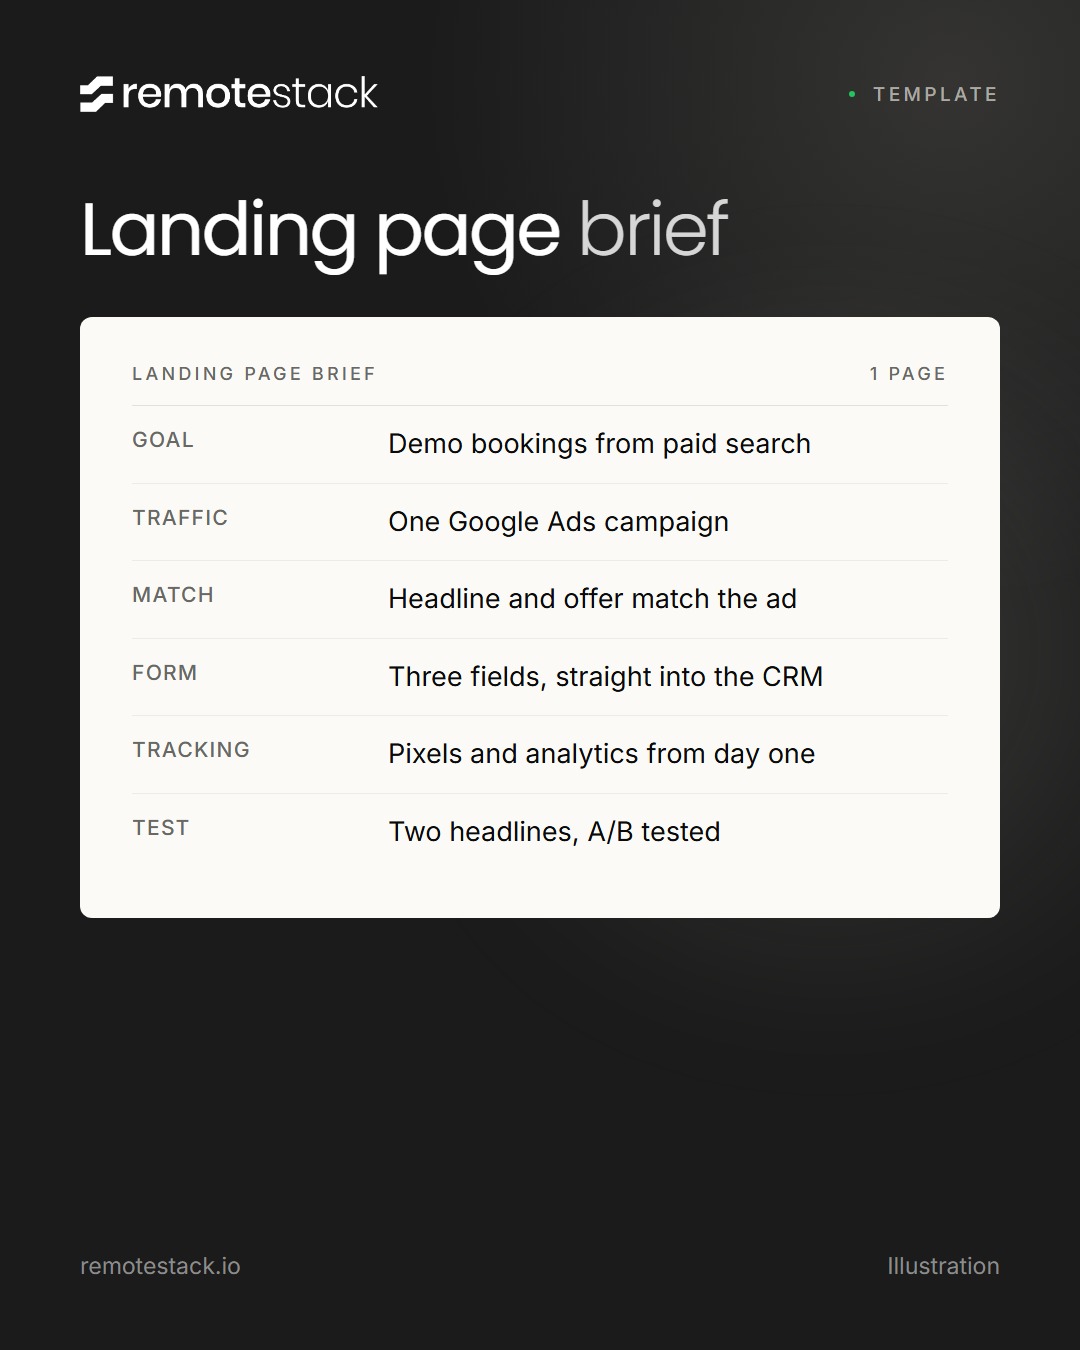 remotestack
TEMPLATE
Landing page brief
LANDING PAGE BRIEF 1 PAGE
GOAL Demo bookings from paid search
TRAFFIC One Google Ads campaign
MATCH Headline and offer match the ad
FORM Three fields, straight into the CRM
TRACKING Pixels and analytics from day one
TEST Two headlines, A/B tested
remotestack.io Illustration